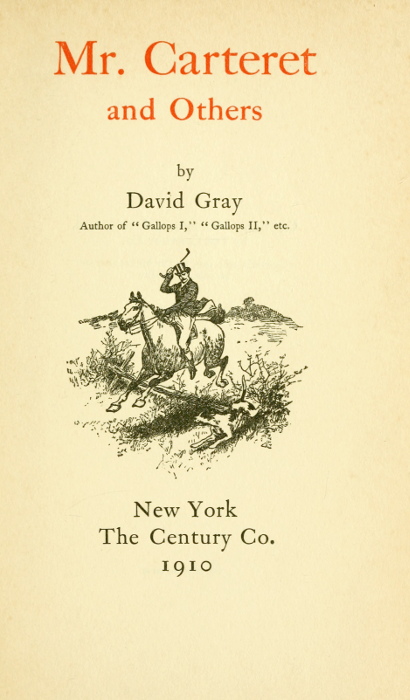 Mr. Carteret
and Others
by
David Gray
Author of "Gallops I," "Gallops II," etc.
New York
The Century Co.
1910